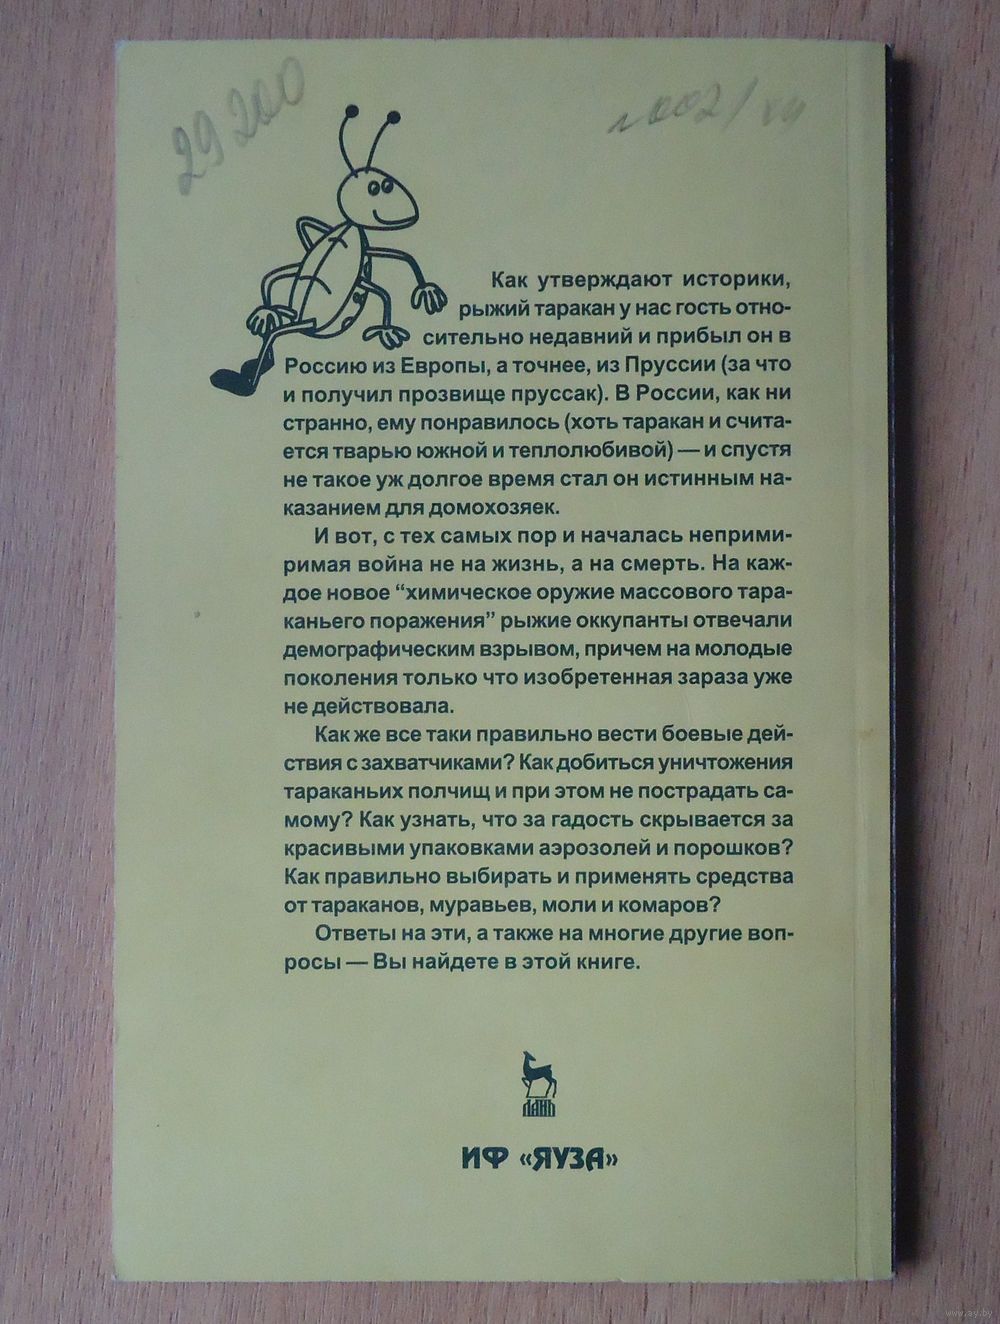 29 200
Как утверждают историки,
рыжий таракан у нас гость отно-
сительно недавний и прибыл он в
Россию из Европы, а точнее, из Пруссии (за что
и получил прозвище пруссак). В России, как ни
странно, ему понравилось (хоть таракан и счита-
ется тварью южной и теплолюбивой) — и спустя
не такое уж долгое время стал он истинным на-
казанием для домохозяек.
И вот, с тех самых пор и началась неприми-
римая война не на жизнь, а на смерть. На каж-
дое новое “химическое оружие массового тара-
каньего поражения” рыжие оккупанты отвечали
демографическим взрывом, причем на молодые
поколения только что изобретенная зараза уже
не действовала.
Как же все таки правильно вести боевые дей-
ствия с захватчиками? Как добиться уничтожения
тараканьих полчищ и при этом не пострадать са-
мому? Как узнать, что за гадость скрывается за
красивыми упаковками аэрозолей и порошков?
Как правильно выбирать и применять средства
от тараканов, муравьев, моли и комаров?
Ответы на эти, а также на многие другие воп-
росы — Вы найдете в этой книге.
ЛАНЬ
ИФ «ЯУЗА»
www.ay.by